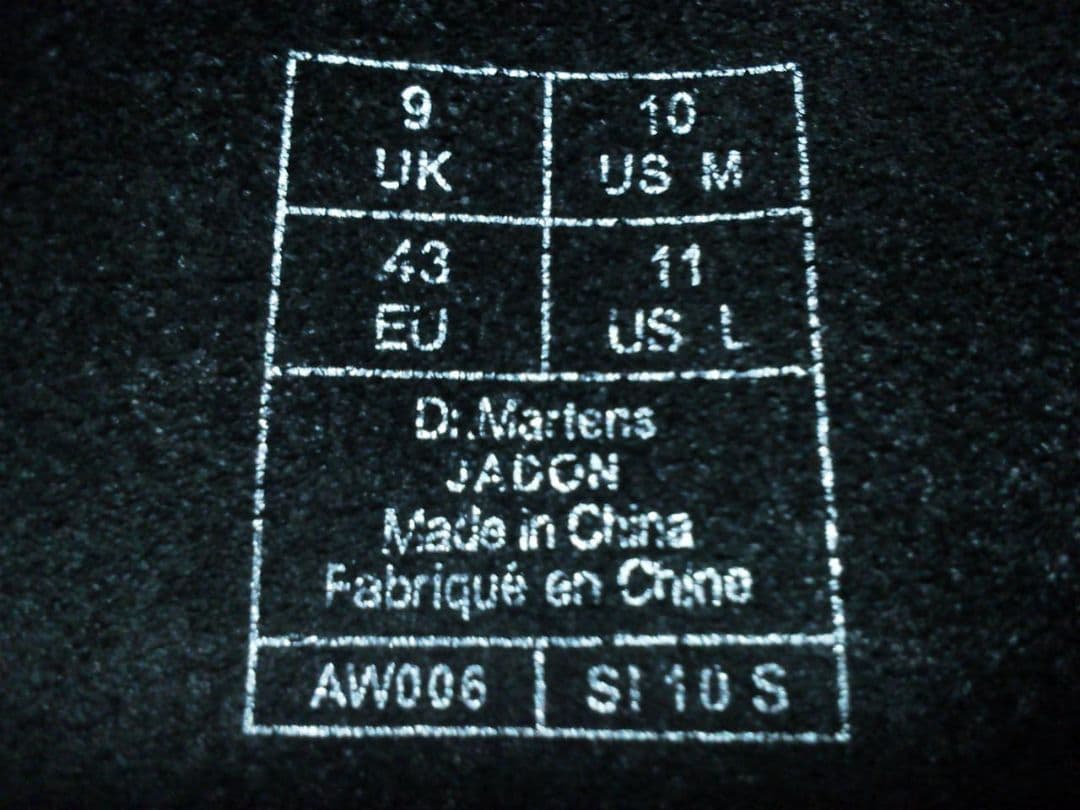 9
UK
10
US M
43
EU
11
US L
Dr.Martens
JADON
Made in China
Fabriqué en Chine
AW006
SI 10 S